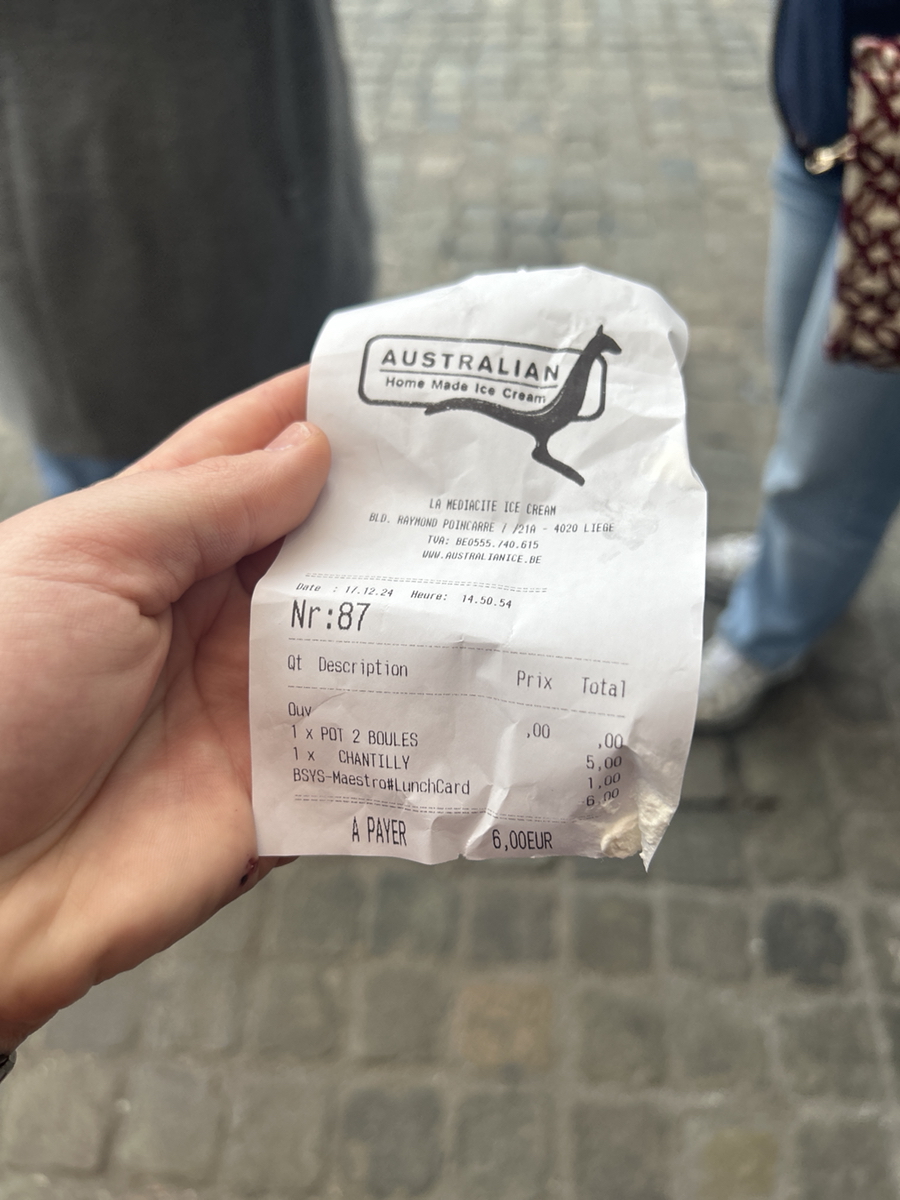 AUSTRALIAN
Home Made Ice Cream
LA MEDIACITE ICE CREAM
BLD. RAYMOND POINCARRE / /21A - 4020 LIEGE
TVA: BE0555./40.615
WWW.AUSTRALIANICE.BE
Date : 17.12.24 Heure: 14.50.54
Nr:87
Qt Description Prix Total
Ouv ,00 ,00
1 x POT 2 BOULES 5,00
1 x CHANTILLY 1,00
BSYS-Maestro#LunchCard 6,00
A PAYER 6,00EUR